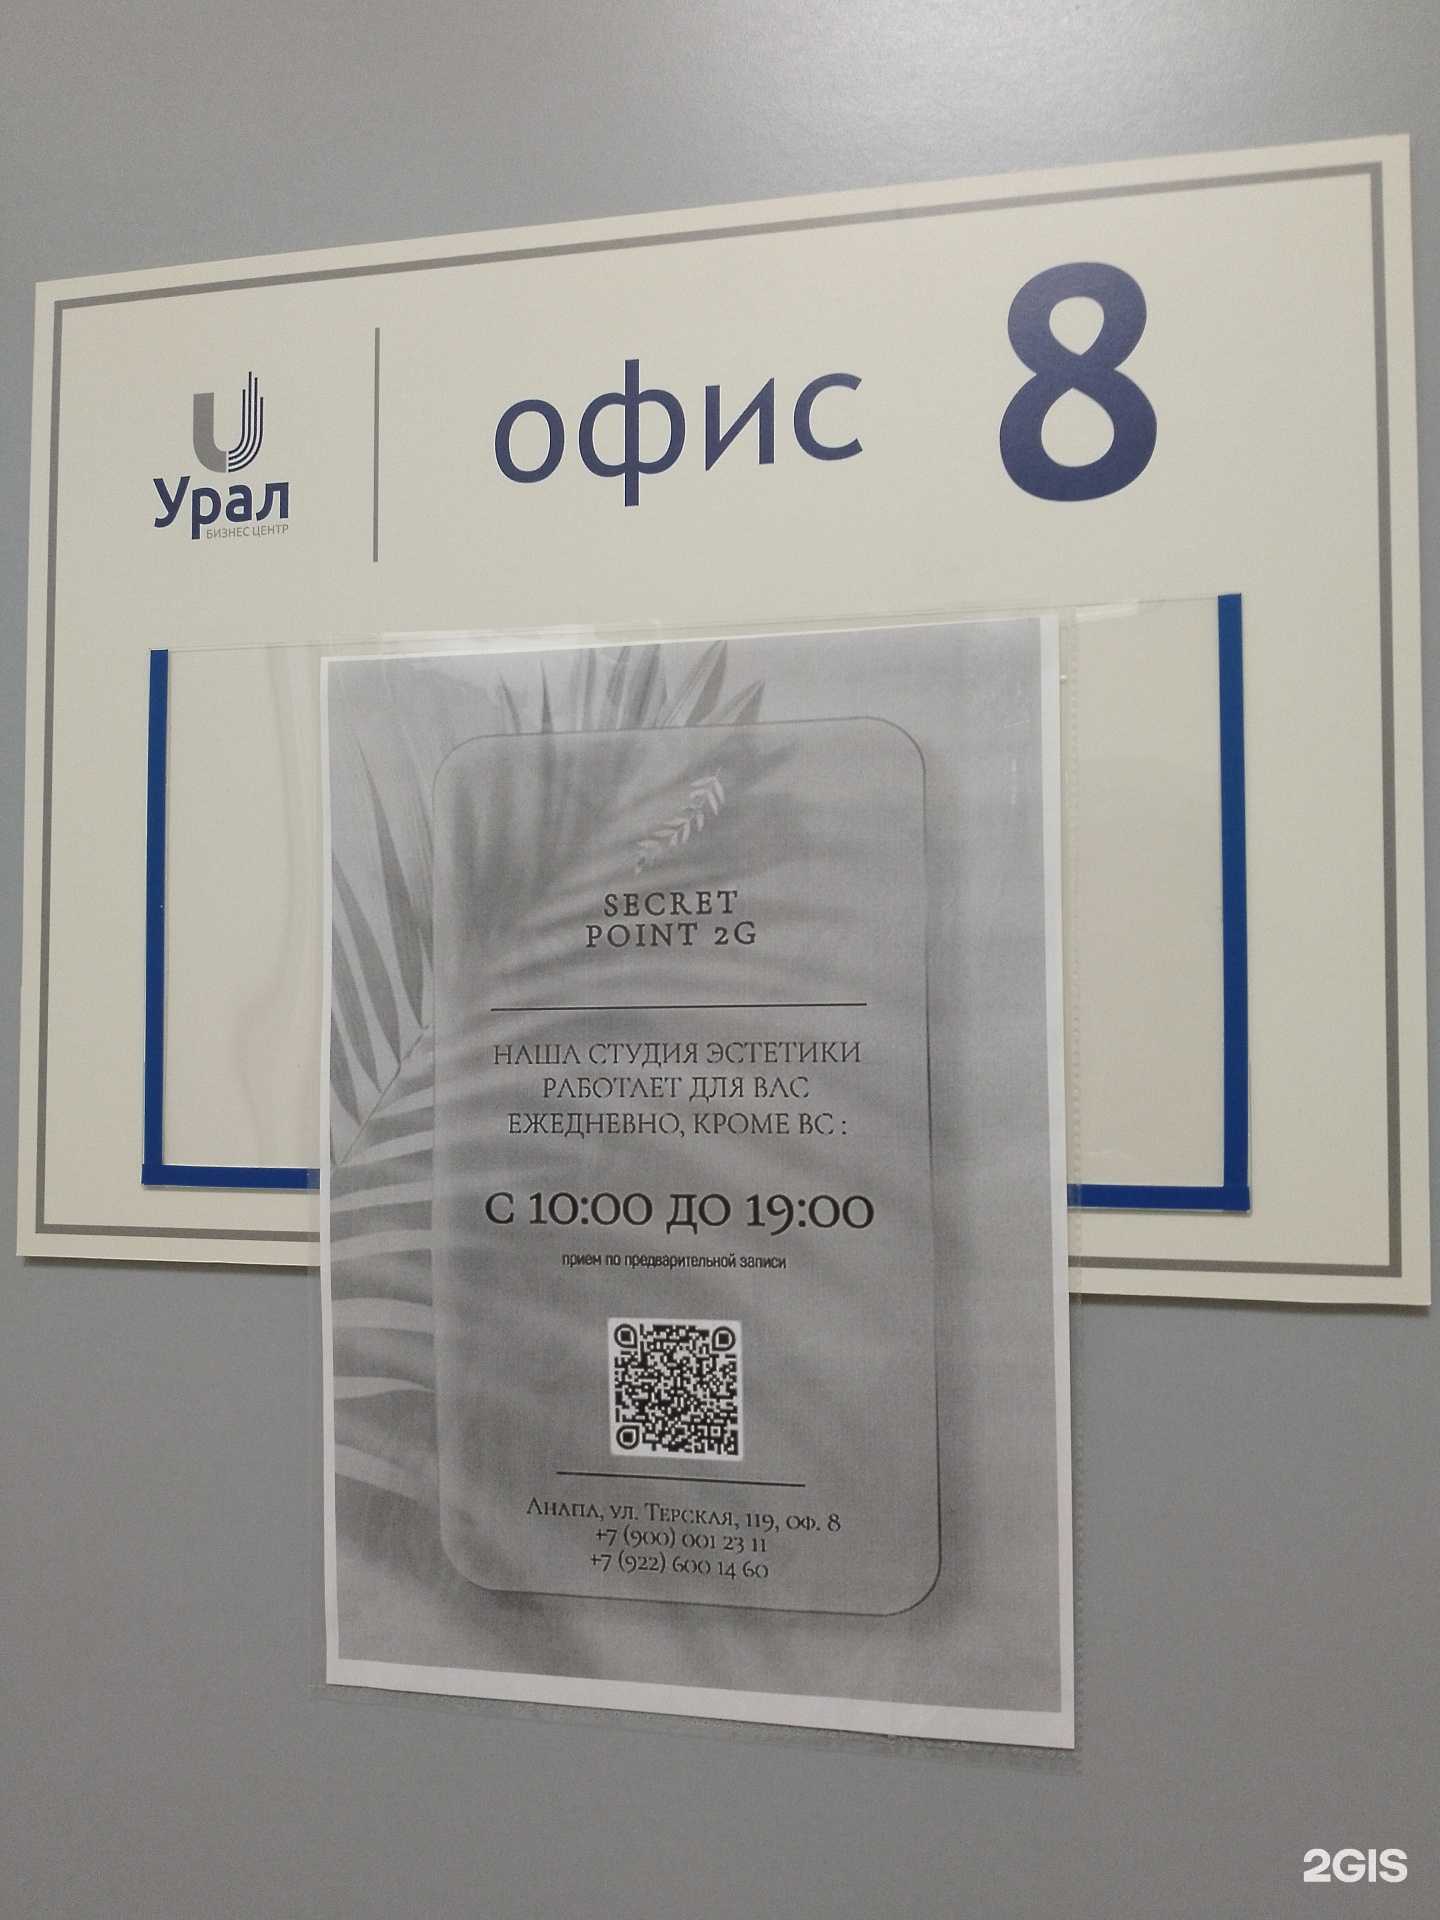 Урал
БИЗНЕС ЦЕНТР
офис 8
SECRET
POINT 2G
НАША СТУДИЯ ЭСТЕТИКИ
РАБОТАЕТ ДЛЯ ВАС
ЕЖЕДНЕВНО, КРОМЕ ВС :
С 10:00 ДО 19:00
прием по предварительной записи
Анапа, ул. Терская, 119, оф. 8
+7 (900) 001 23 11
+7 (922) 600 14 60
2GIS